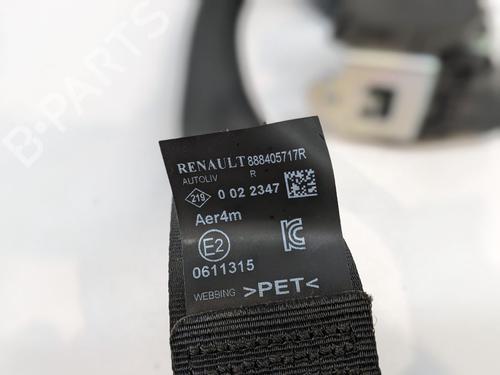 B-PARTS
RENAULT 888405717R
AUTOLIV R
219 0 02 2347
Aer4m
E2
0611315
WEBBING >PET<